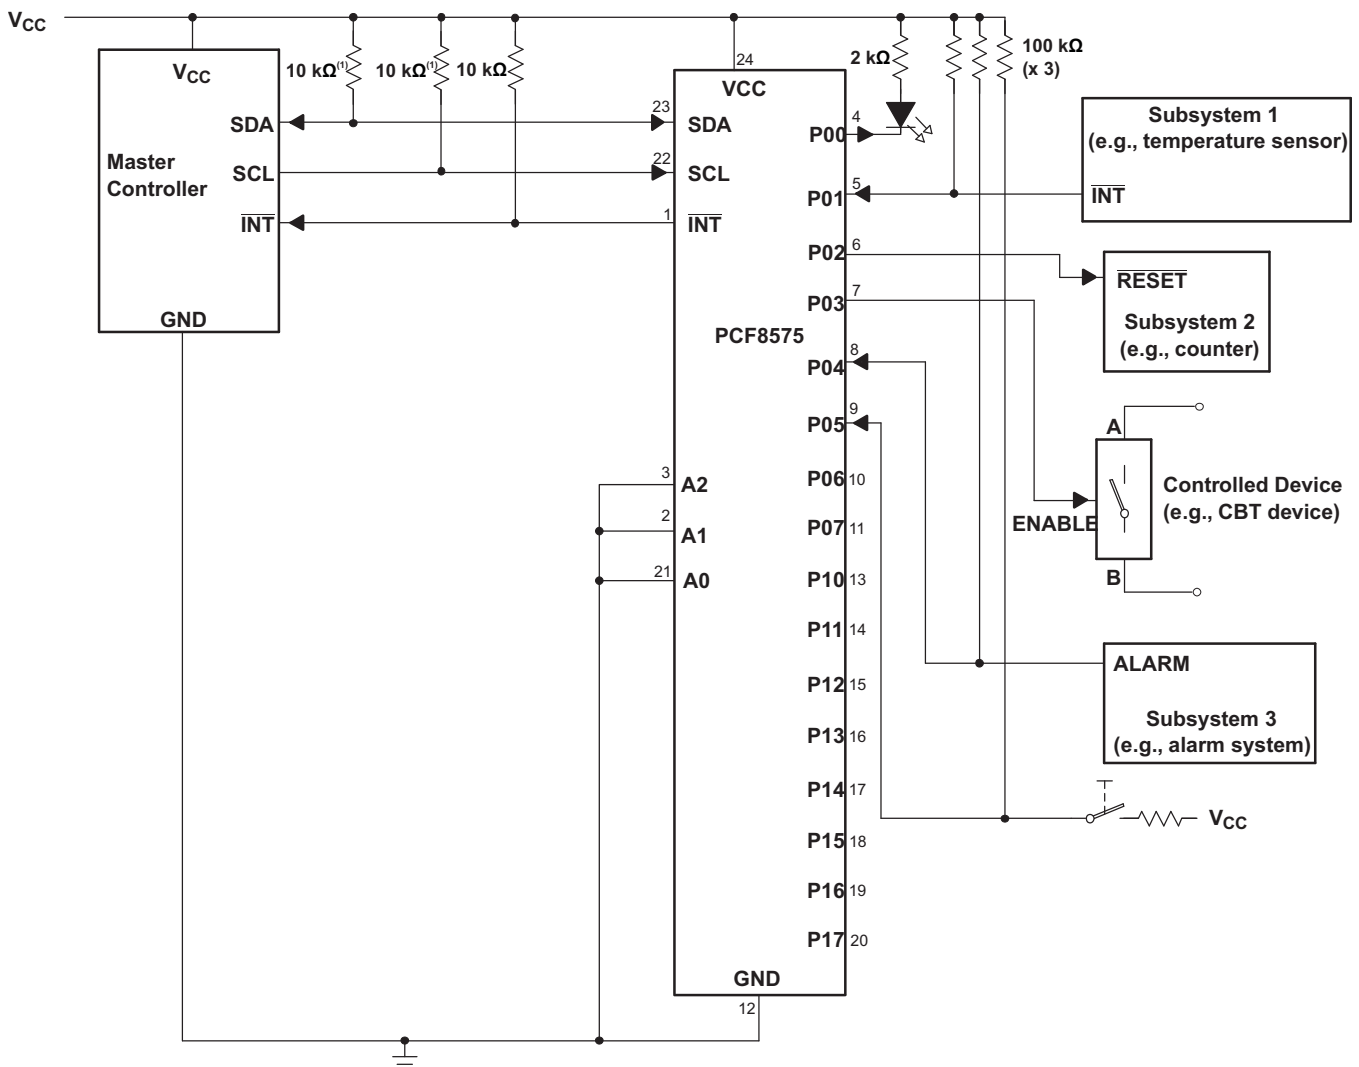 V_CC
V_CC
10 kΩ(1)
10 kΩ(1)
10 kΩ
24
VCC
2 kΩ
100 kΩ
(x 3)
SDA
23
SDA
4
P00
Subsystem 1
(e.g., temperature sensor)
Master
Controller
SCL
22
SCL
5
P01
INT
INT
1
INT
6
P02
RESET
Subsystem 2
(e.g., counter)
7
P03
GND
PCF8575
8
P04
9
P05
A
Controlled Device
(e.g., CBT device)
ENABLE
B
3
A2
P06 10
2
A1
P07 11
21
A0
P10 13
P11 14
ALARM
Subsystem 3
(e.g., alarm system)
P12 15
P13 16
P14 17
V_CC
P15 18
P16 19
P17 20
GND
12